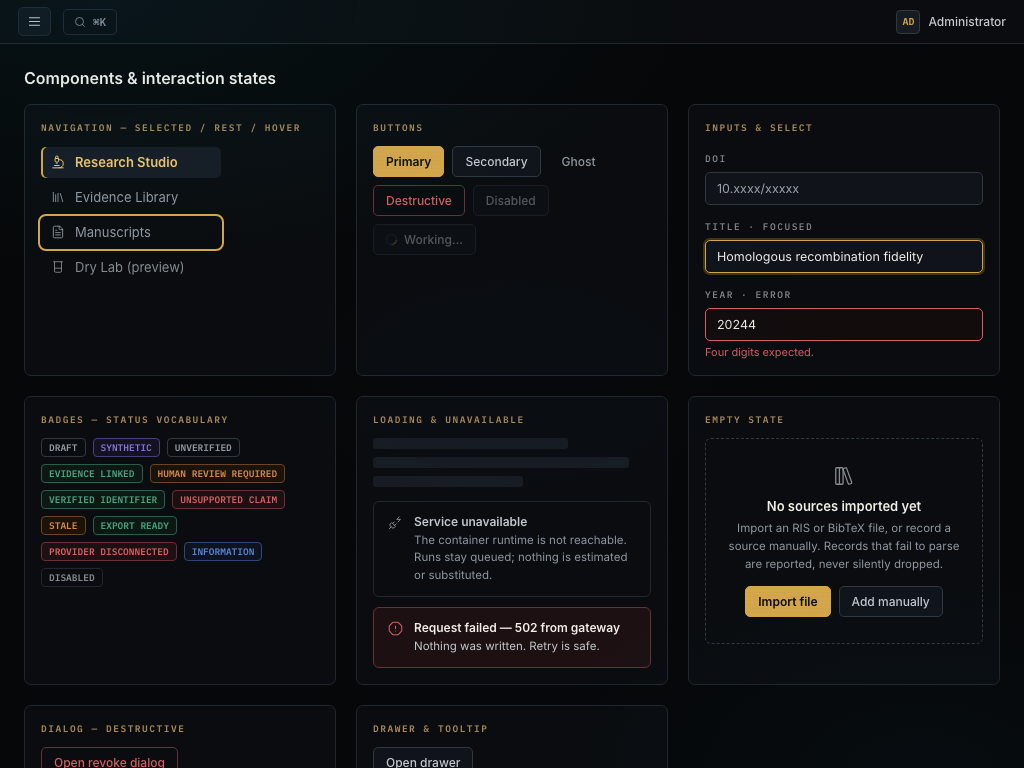 ⌘K
AD Administrator
Components & interaction states
NAVIGATION — SELECTED / REST / HOVER
Research Studio
Evidence Library
Manuscripts
Dry Lab (preview)
BUTTONS
Primary Secondary Ghost
Destructive Disabled
Working…
INPUTS & SELECT
DOI
10.xxxx/xxxxx
TITLE · FOCUSED
Homologous recombination fidelity
YEAR · ERROR
20244
Four digits expected.
BADGES — STATUS VOCABULARY
DRAFT SYNTHETIC UNVERIFIED
EVIDENCE LINKED HUMAN REVIEW REQUIRED
VERIFIED IDENTIFIER UNSUPPORTED CLAIM
STALE EXPORT READY
PROVIDER DISCONNECTED INFORMATION
DISABLED
LOADING & UNAVAILABLE
Service unavailable
The container runtime is not reachable.
Runs stay queued; nothing is estimated
or substituted.
Request failed — 502 from gateway
Nothing was written. Retry is safe.
EMPTY STATE
No sources imported yet
Import an RIS or BibTeX file, or record a
source manually. Records that fail to parse
are reported, never silently dropped.
Import file Add manually
DIALOG — DESTRUCTIVE
Open revoke dialog
DRAWER & TOOLTIP
Open drawer